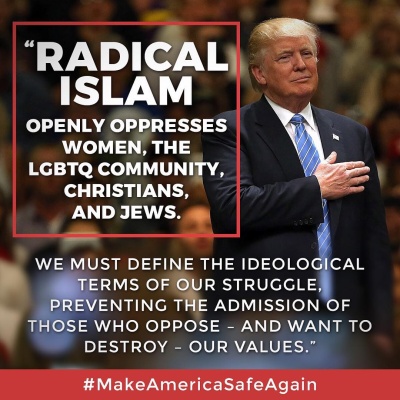 “RADICAL
ISLAM
OPENLY OPPRESSES
WOMEN, THE
LGBTQ COMMUNITY,
CHRISTIANS,
AND JEWS.
WE MUST DEFINE THE IDEOLOGICAL
TERMS OF OUR STRUGGLE,
PREVENTING THE ADMISSION OF
THOSE WHO OPPOSE – AND WANT TO
DESTROY – OUR VALUES.”
#MakeAmericaSafeAgain